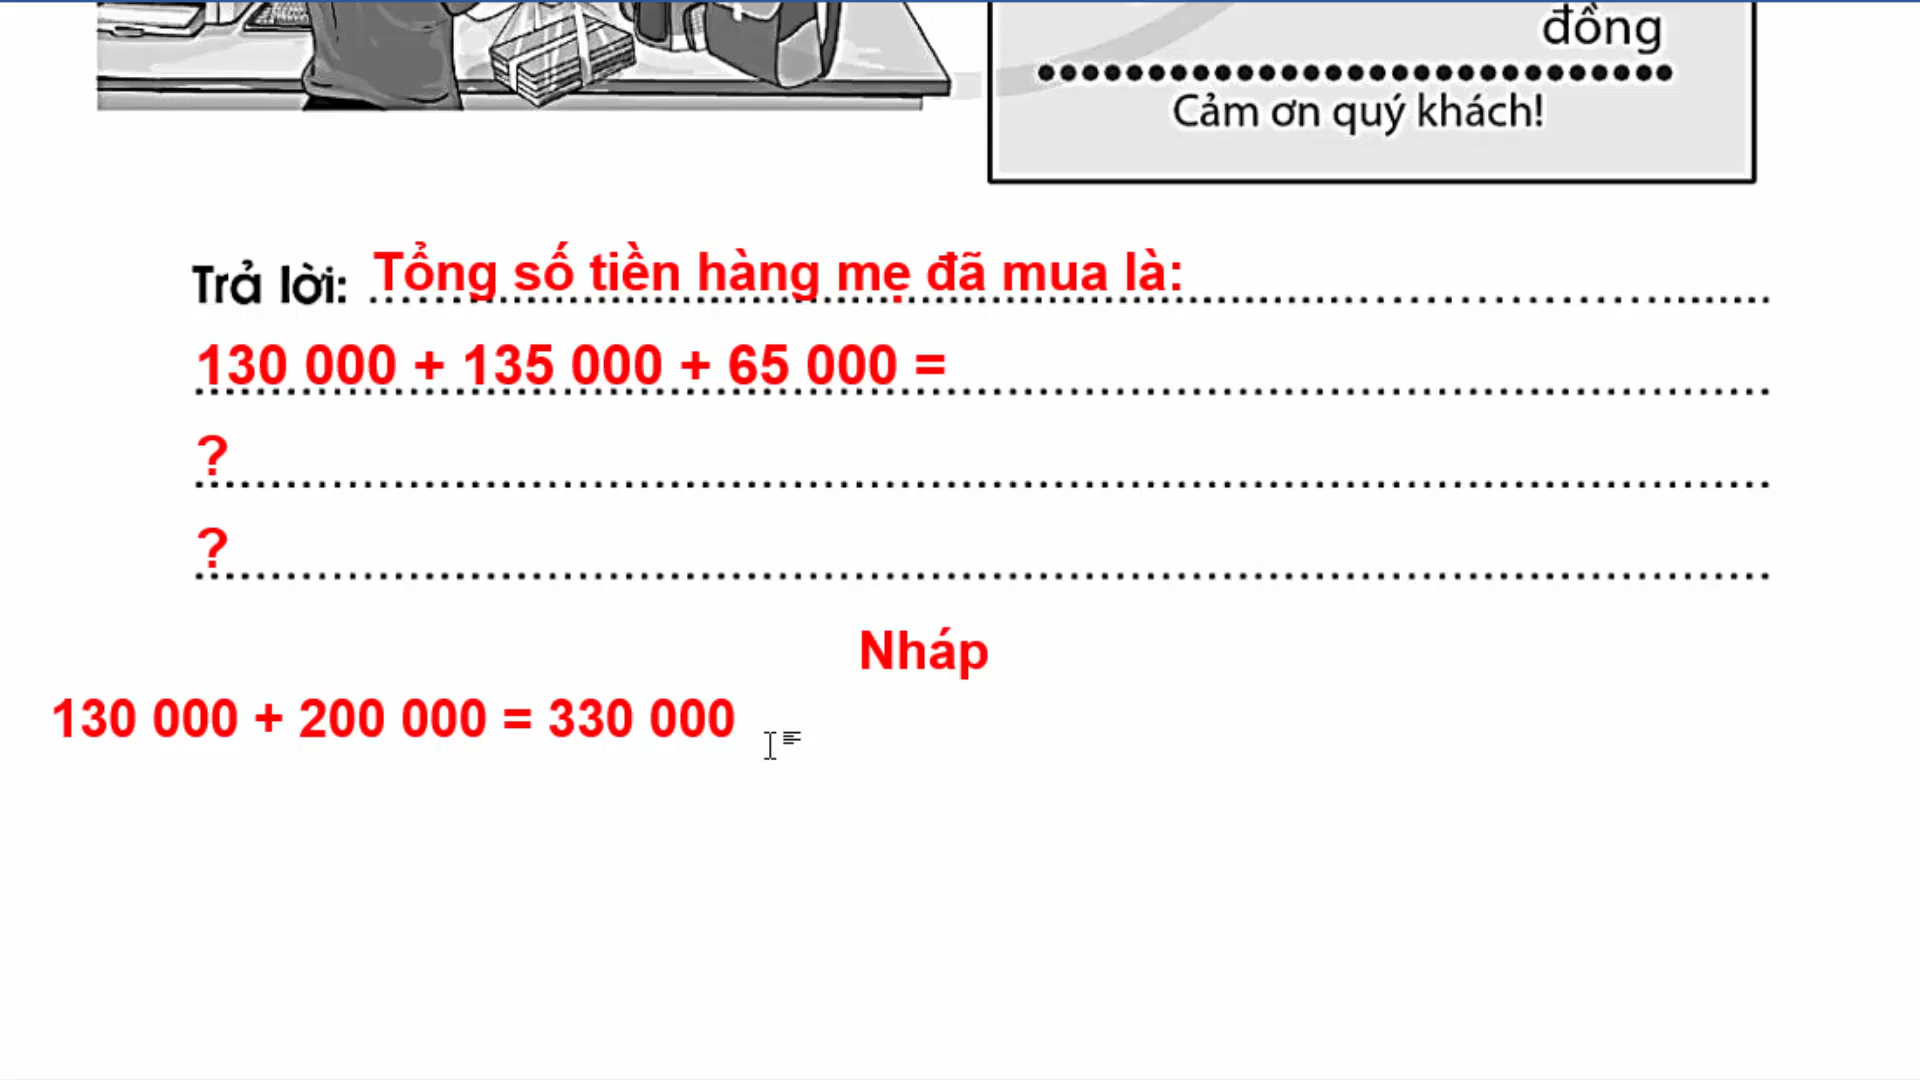 đồng
Cảm ơn quý khách!
Trả lời: Tổng số tiền hàng mẹ đã mua là:
130 000 + 135 000 + 65 000 =
?
?
Nháp
130 000 + 200 000 = 330 000